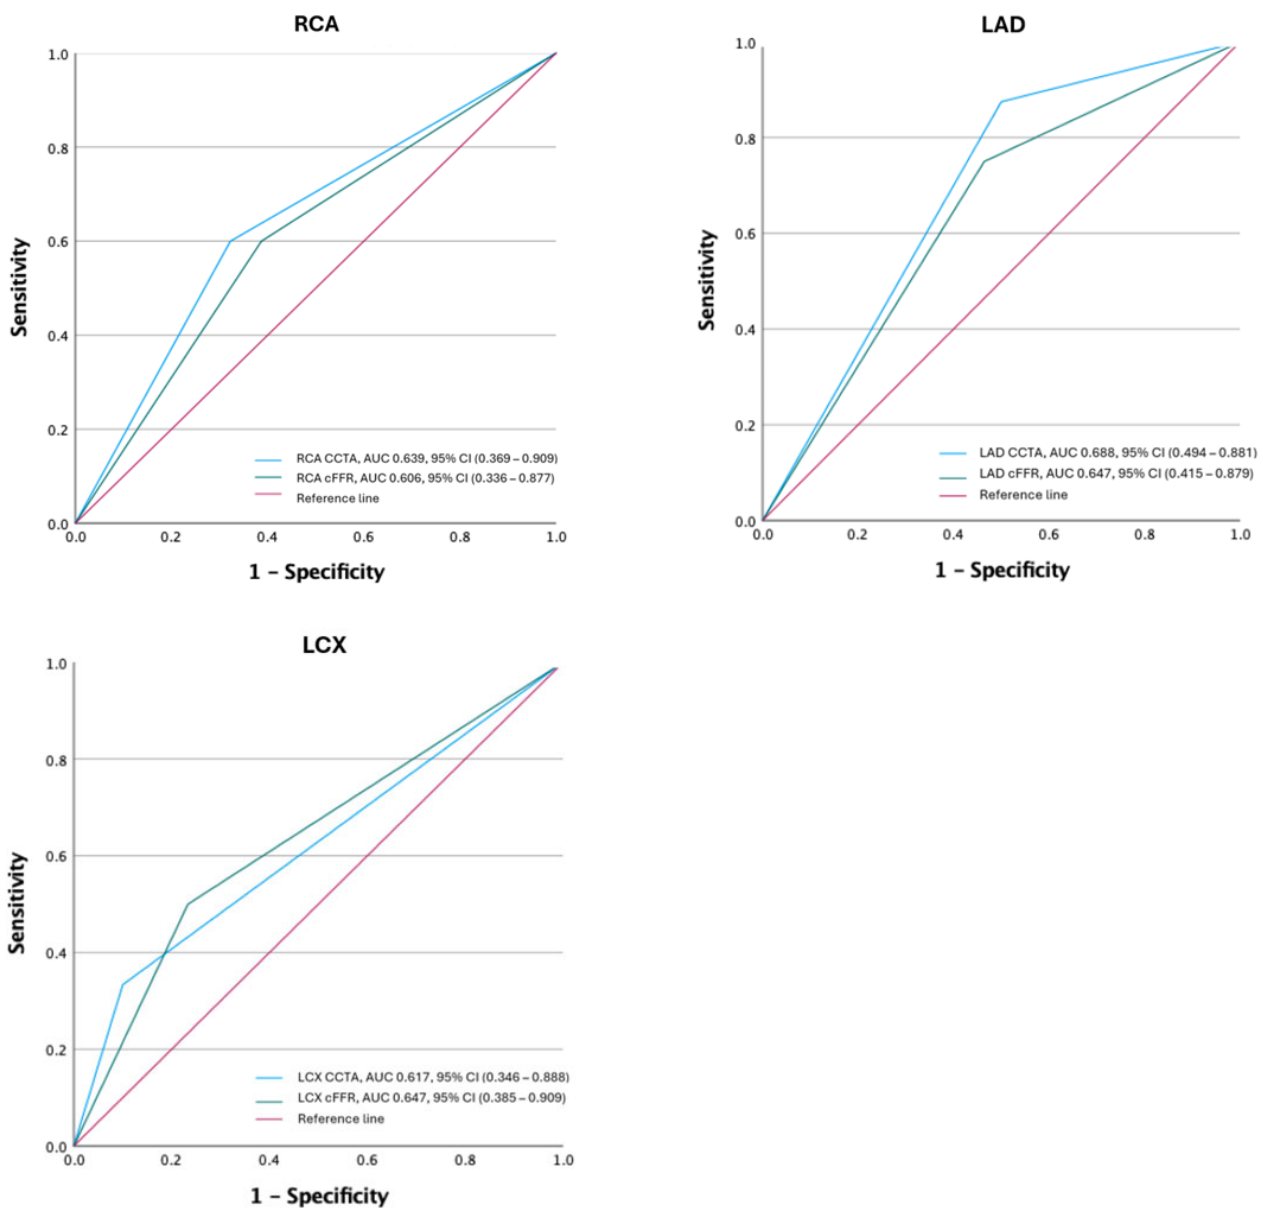 RCA
1.0
0.8
0.6
0.4
0.2
0.0
Sensitivity
RCA CCTA, AUC 0.639, 95% CI (0.369 – 0.909)
RCA cFFR, AUC 0.606, 95% CI (0.336 – 0.877)
Reference line
0.0 0.2 0.4 0.6 0.8 1.0
1 – Specificity
LAD
1.0
0.8
0.6
0.4
0.2
0.0
Sensitivity
LAD CCTA, AUC 0.688, 95% CI (0.494 – 0.881)
LAD cFFR, AUC 0.647, 95% CI (0.415 – 0.879)
Reference line
0.0 0.2 0.4 0.6 0.8 1.0
1 – Specificity
LCX
1.0
0.8
0.6
0.4
0.2
0.0
Sensitivity
LCX CCTA, AUC 0.617, 95% CI (0.346 – 0.888)
LCX cFFR, AUC 0.647, 95% CI (0.385 – 0.909)
Reference line
0.0 0.2 0.4 0.6 0.8 1.0
1 – Specificity